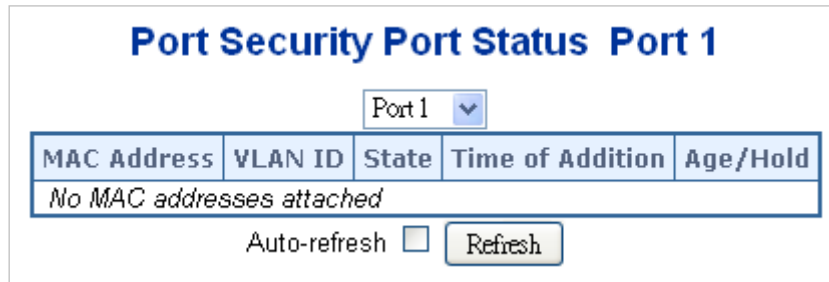 Port Security Port Status Port 1
Port 1
MAC Address VLAN ID State Time of Addition Age/Hold
No MAC addresses attached
Auto-refresh Refresh